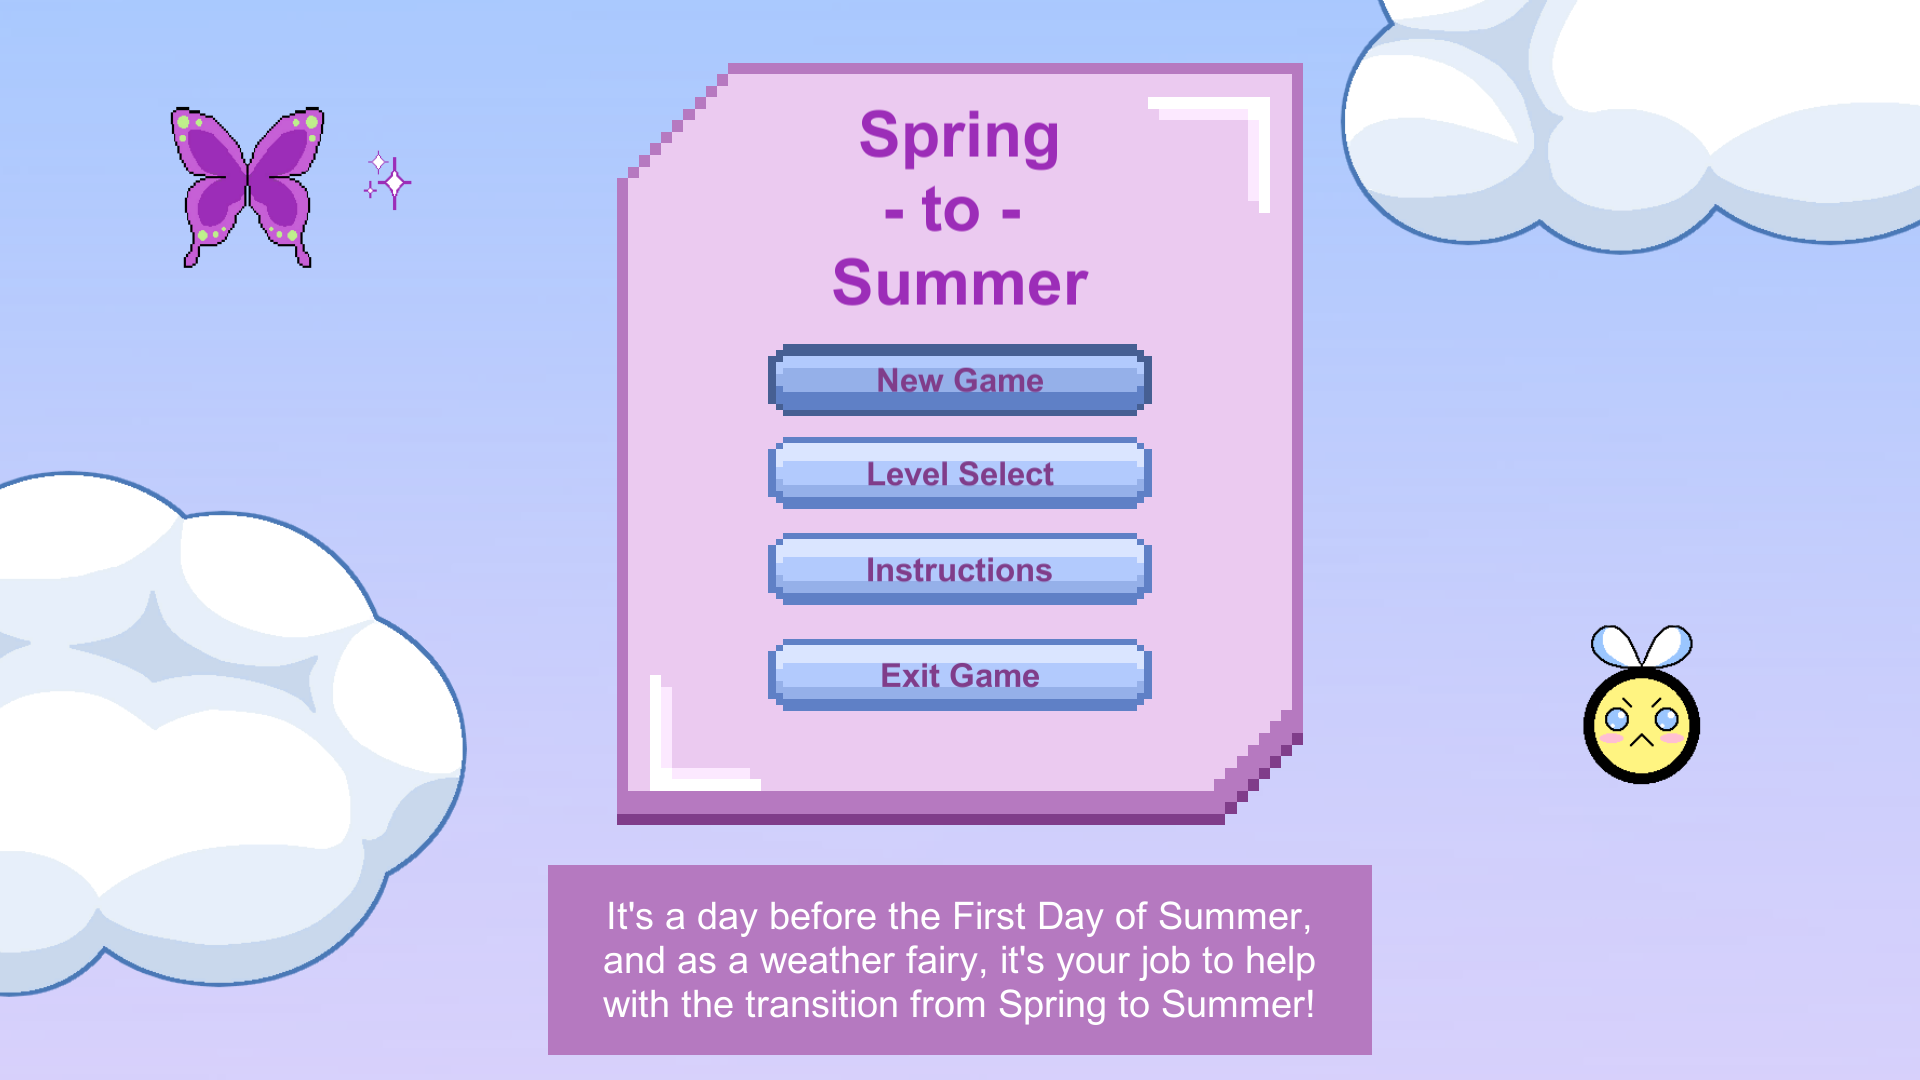 Spring
- to -
Summer
New Game
Level Select
Instructions
Exit Game
It's a day before the First Day of Summer,
and as a weather fairy, it's your job to help
with the transition from Spring to Summer!